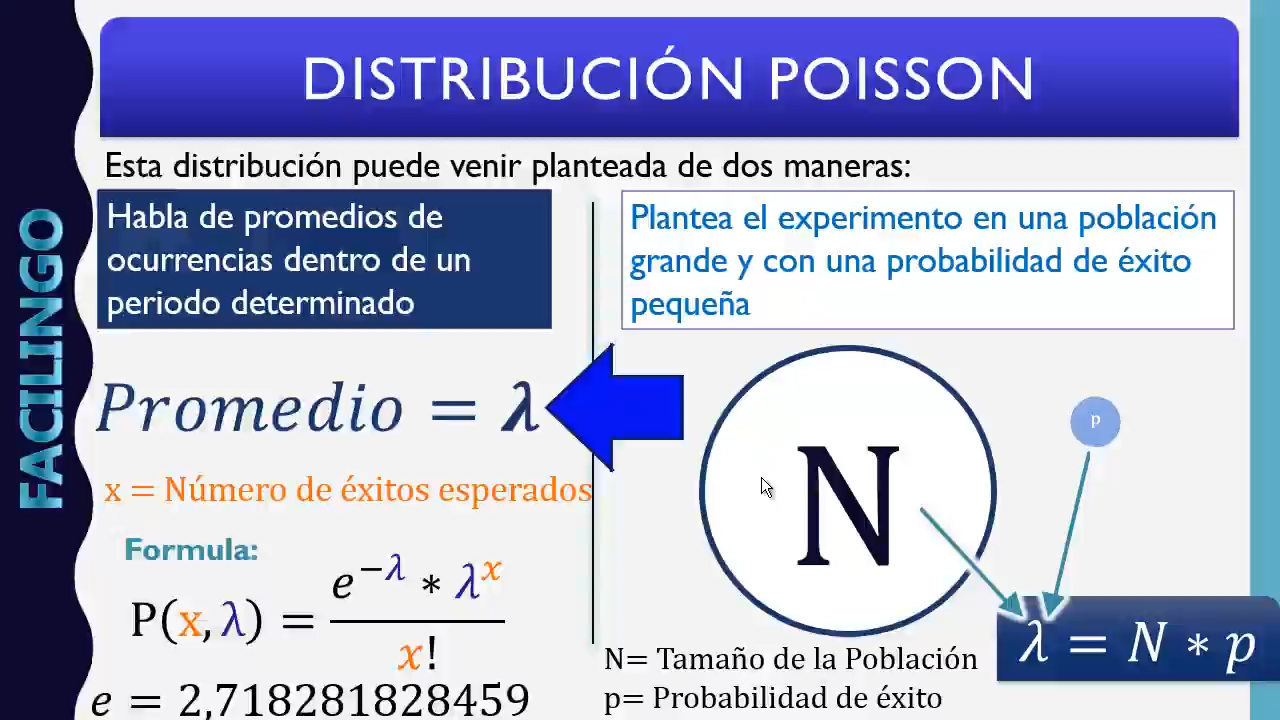 DISTRIBUCIÓN POISSON
Esta distribución puede venir planteada de dos maneras:
Habla de promedios de
ocurrencias dentro de un
periodo determinado
Promedio = λ
x = Número de éxitos esperados
Formula:
P(x, λ) = e^{−λ} * λ^x / x!
e = 2,718281828459
Plantea el experimento en una población
grande y con una probabilidad de éxito
pequeña
N
p
λ = N * p
N= Tamaño de la Población
p= Probabilidad de éxito
FACILINGO